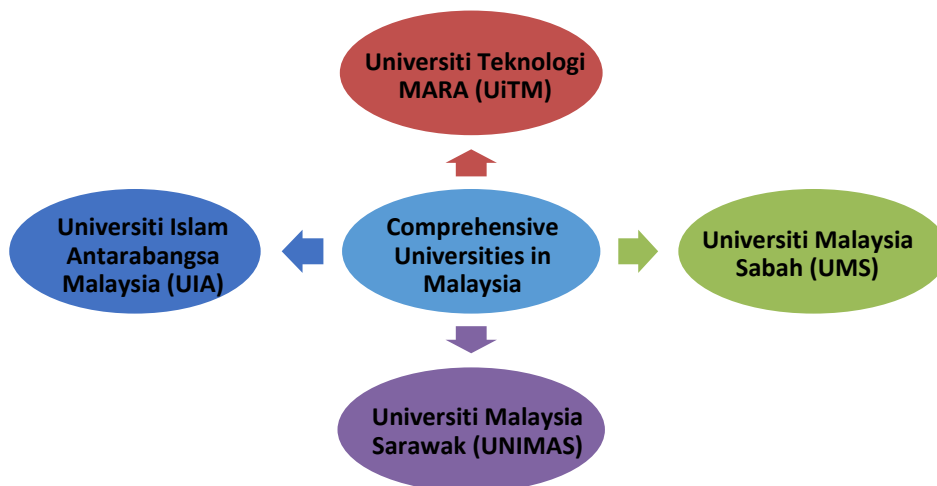 Universiti Teknologi
MARA (UiTM)
Universiti Islam
Antarabangsa
Malaysia (UIA)
Comprehensive
Universities in
Malaysia
Universiti Malaysia
Sabah (UMS)
Universiti Malaysia
Sarawak (UNIMAS)